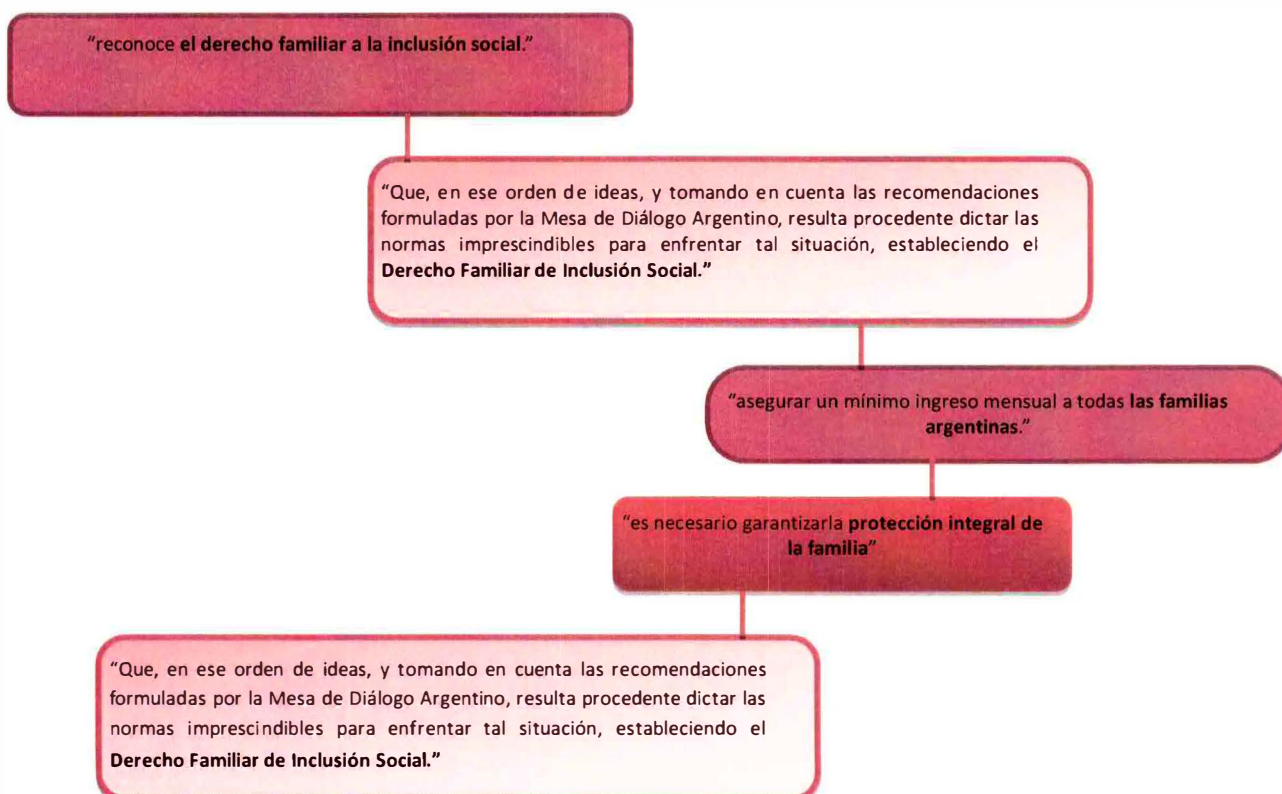 “reconoce el derecho familiar a la inclusión social.”
“Que, en ese orden de ideas, y tomando en cuenta las recomendaciones
formuladas por la Mesa de Diálogo Argentino, resulta procedente dictar las
normas imprescindibles para enfrentar tal situación, estableciendo el
Derecho Familiar de Inclusión Social.”
“asegurar un mínimo ingreso mensual a todas las familias
argentinas.”
“es necesario garantizarla protección integral de
la familia”
“Que, en ese orden de ideas, y tomando en cuenta las recomendaciones
formuladas por la Mesa de Diálogo Argentino, resulta procedente dictar las
normas imprescindibles para enfrentar tal situación, estableciendo el
Derecho Familiar de Inclusión Social.”